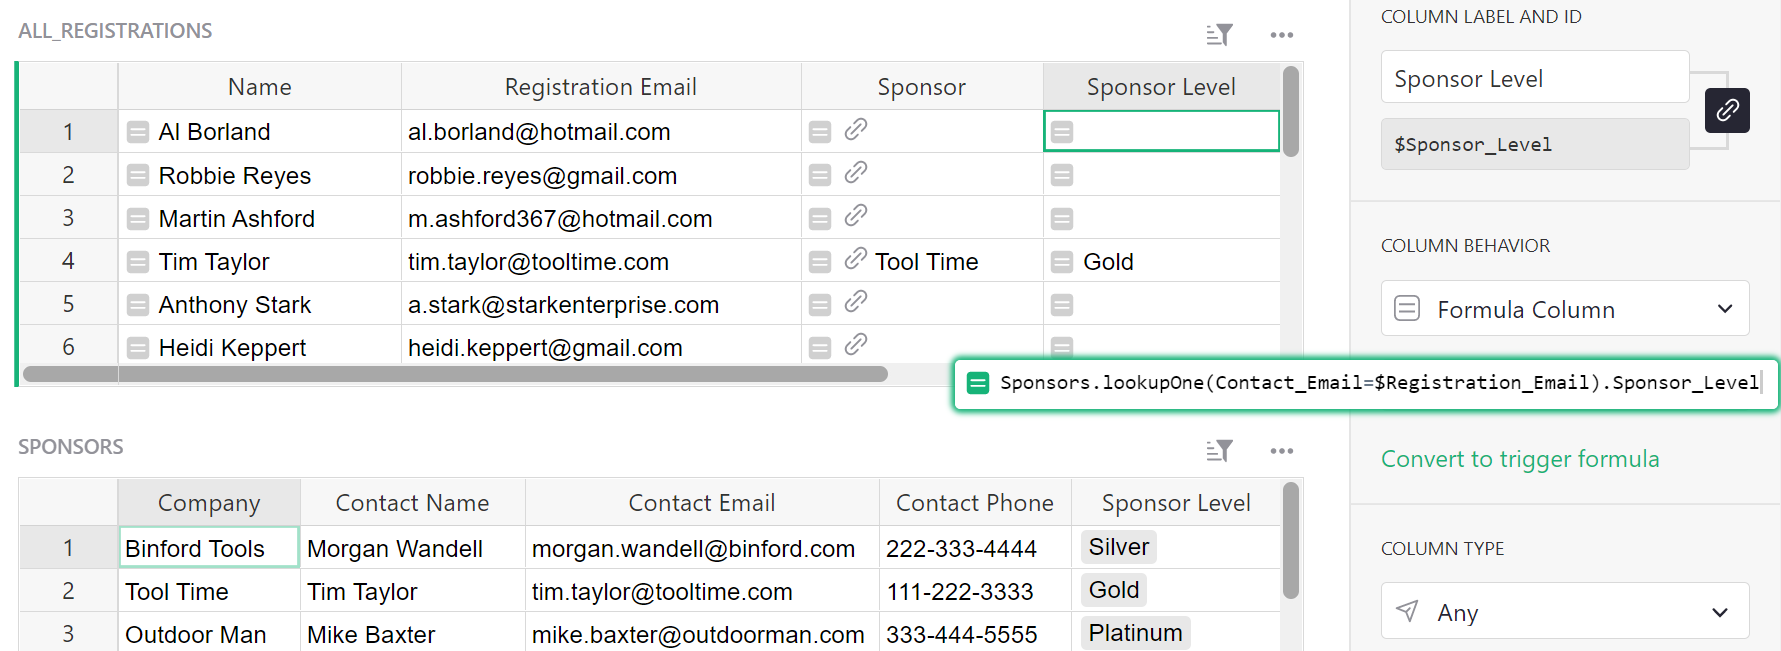 ALL_REGISTRATIONS
Name Registration Email Sponsor Sponsor Level
1 Al Borland al.borland@hotmail.com
2 Robbie Reyes robbie.reyes@gmail.com
3 Martin Ashford m.ashford367@hotmail.com
4 Tim Taylor tim.taylor@tooltime.com Tool Time Gold
5 Anthony Stark a.stark@starkenterprise.com
6 Heidi Keppert heidi.keppert@gmail.com
SPONSORS
Company Contact Name Contact Email Contact Phone Sponsor Level
1 Binford Tools Morgan Wandell morgan.wandell@binford.com 222-333-4444 Silver
2 Tool Time Tim Taylor tim.taylor@tooltime.com 111-222-3333 Gold
3 Outdoor Man Mike Baxter mike.baxter@outdoorman.com 333-444-5555 Platinum
COLUMN LABEL AND ID
Sponsor Level
$Sponsor_Level
COLUMN BEHAVIOR
Formula Column
Sponsors.lookupOne(Contact_Email=$Registration_Email).Sponsor_Level
Convert to trigger formula
COLUMN TYPE
Any